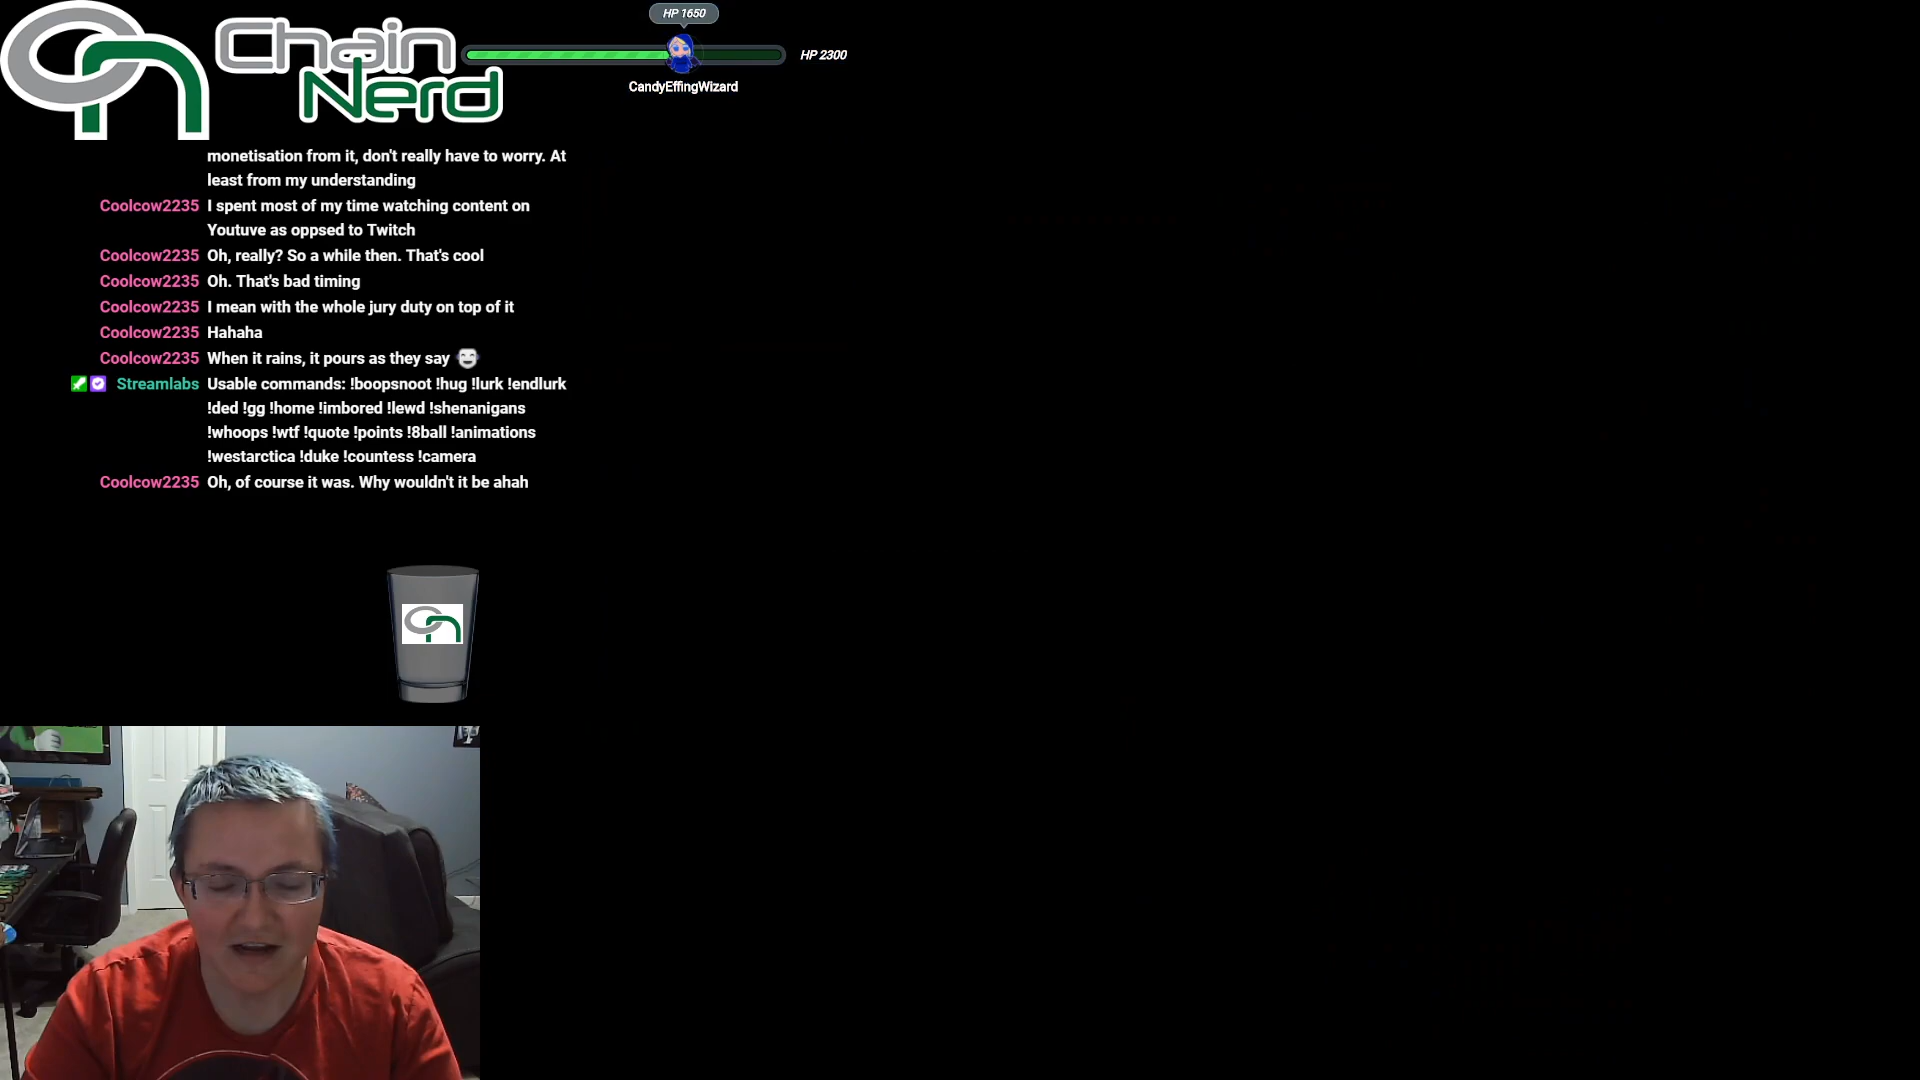 Chain
Nerd
HP 1650
HP 2300
CandyEffingWizard
monetisation from it, don't really have to worry. At
least from my understanding
Coolcow2235 I spent most of my time watching content on
Youtuve as oppsed to Twitch
Coolcow2235 Oh, really? So a while then. That's cool
Coolcow2235 Oh. That's bad timing
Coolcow2235 I mean with the whole jury duty on top of it
Coolcow2235 Hahaha
Coolcow2235 When it rains, it pours as they say
Streamlabs Usable commands: !boopsnoot !hug !lurk !endlurk
!ded !gg !home !imbored !lewd !shenanigans
!whoops !wtf !quote !points !8ball !animations
!westarctica !duke !countess !camera
Coolcow2235 Oh, of course it was. Why wouldn't it be ahah